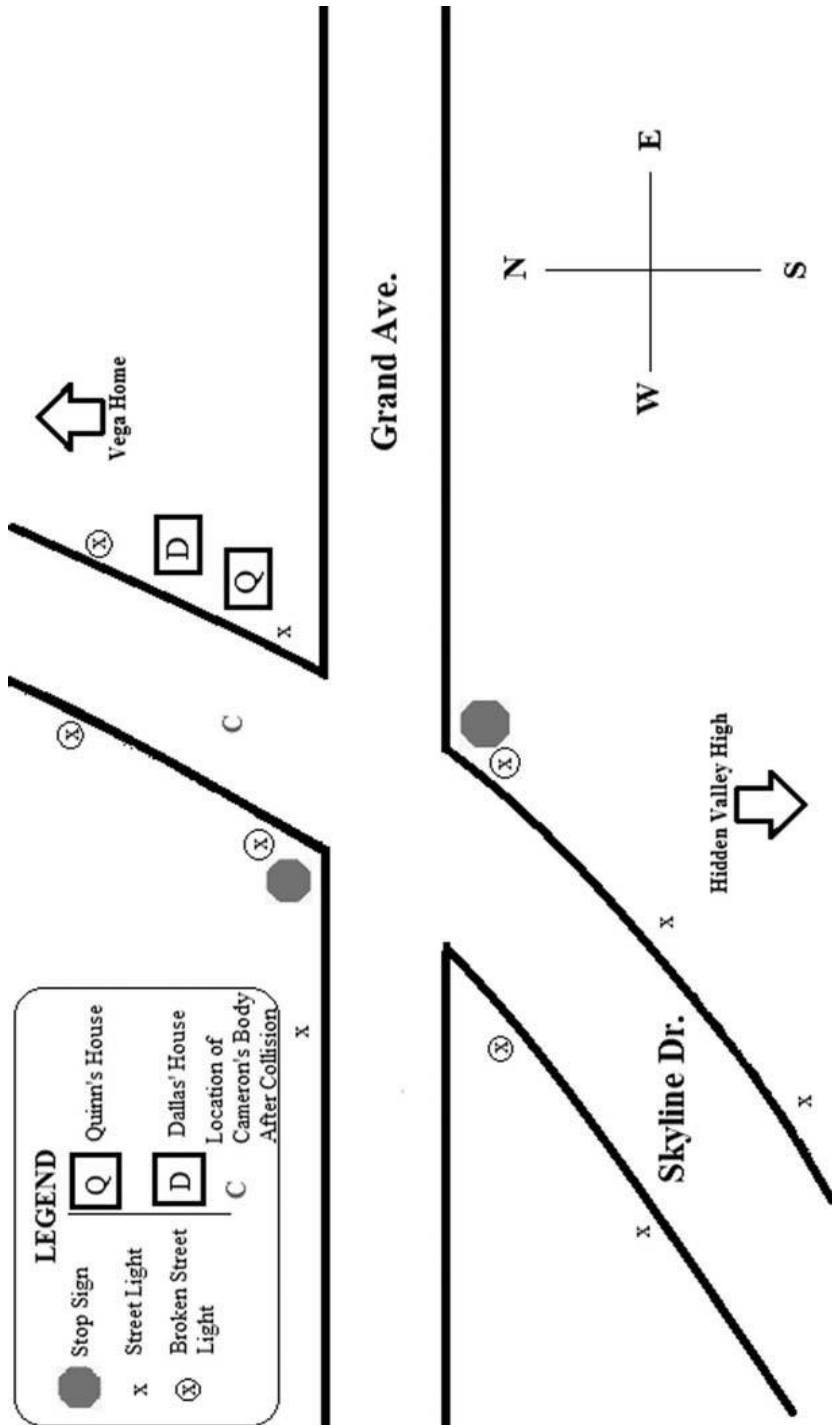 LEGEND
Stop Sign
x Street Light
x Broken Street
Light
Q Quinn's House
D Dallas' House
C Location of
Cameron's Body
After Collision
x
x
x
C
x
Q
x
D
Vega Home
Grand Ave.
x
x
x
x
x
Skyline Dr.
Hidden Valley High
N
W
E
S